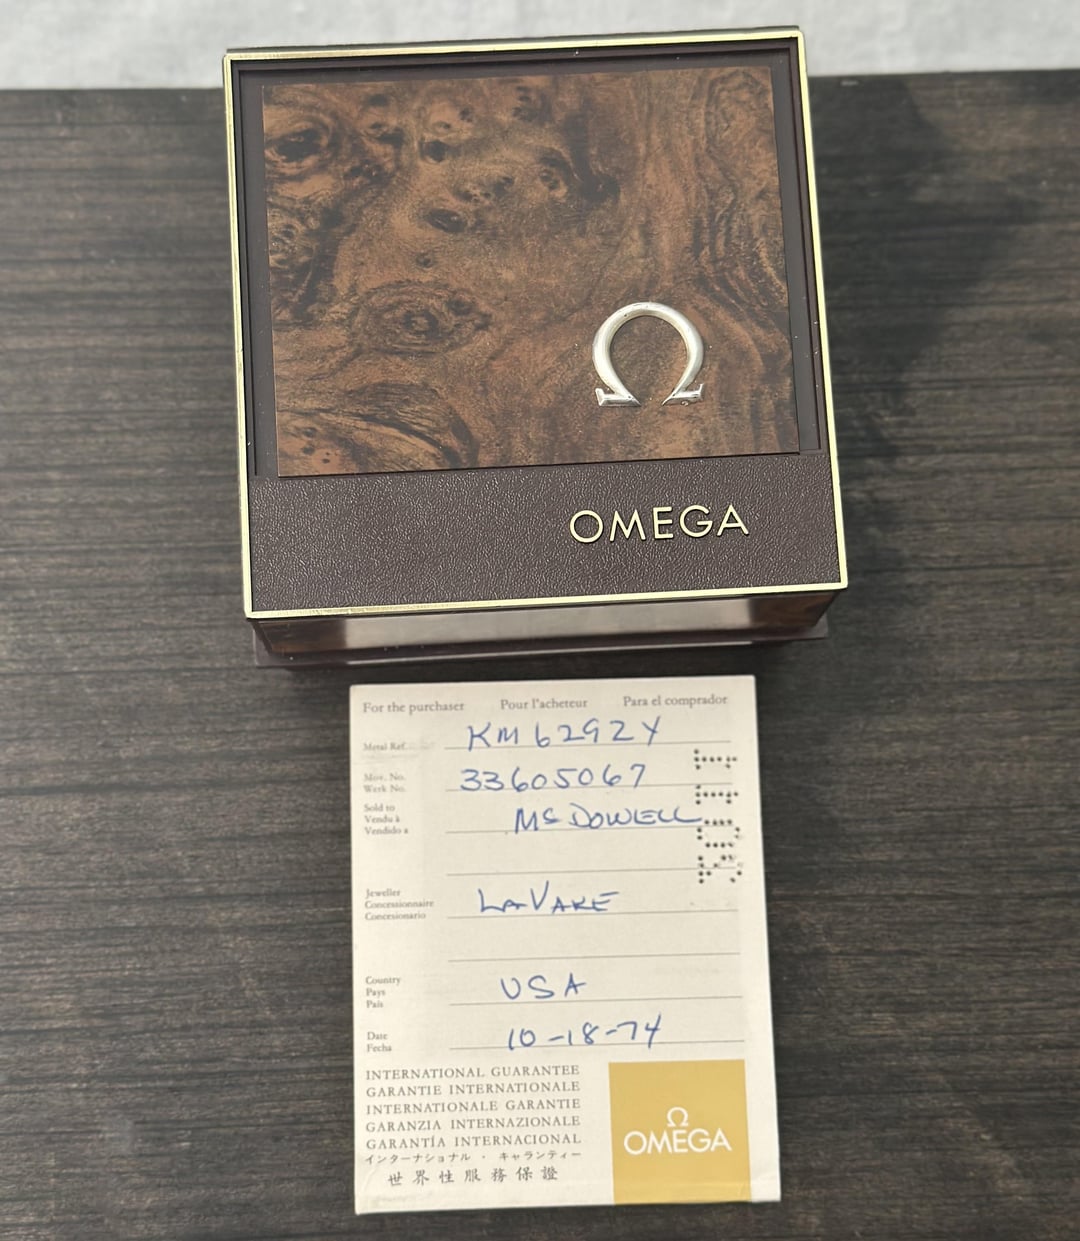 Ω
OMEGA
For the purchaser Pour l'acheteur Para el comprador
Metal Ref. KM6292Y
Mov. No.
Werk No. 33605067
Sold to
Vendu à
Vendido a McDOWELL
Jeweller
Concessionnaire
Concesionario LAVAKE
Country
Pays
País USA
Date
Fecha 10-18-74
INTERNATIONAL GUARANTEE
GARANTIE INTERNATIONALE
INTERNATIONALE GARANTIE
GARANZIA INTERNAZIONALE
GARANTÍA INTERNACIONAL
インターナショナル・ギャランティー
世界性服務保證
Ω
OMEGA